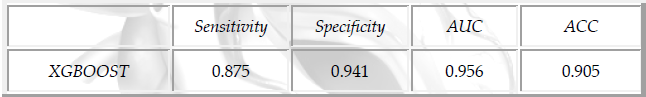 Sensitivity Specificity AUC ACC
XGBOOST 0.875 0.941 0.956 0.905